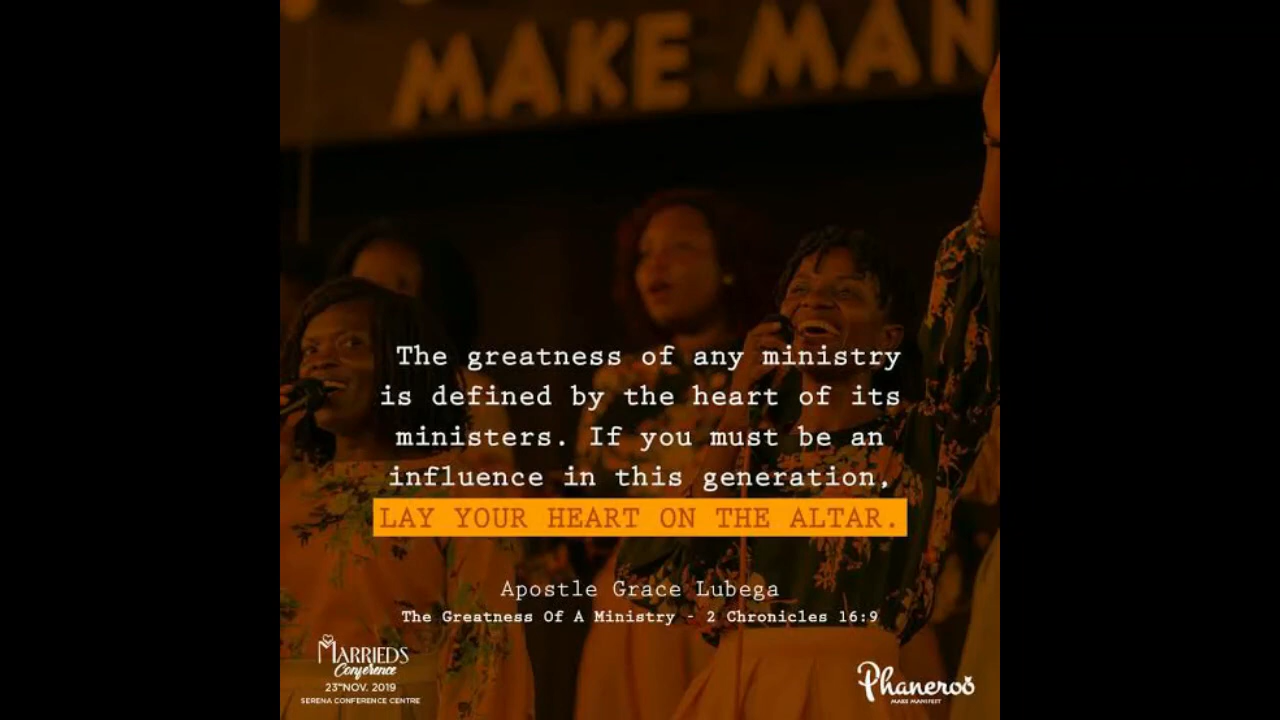 MAKE MAN
The greatness of any ministry
is defined by the heart of its
ministers. If you must be an
influence in this generation,
LAY YOUR HEART ON THE ALTAR.
Apostle Grace Lubega
The Greatness Of A Ministry - 2 Chronicles 16:9
MARRIEDS
Conference
23RD NOV. 2019
SERENA CONFERENCE CENTRE
Phaneroo
MAKE MANIFEST